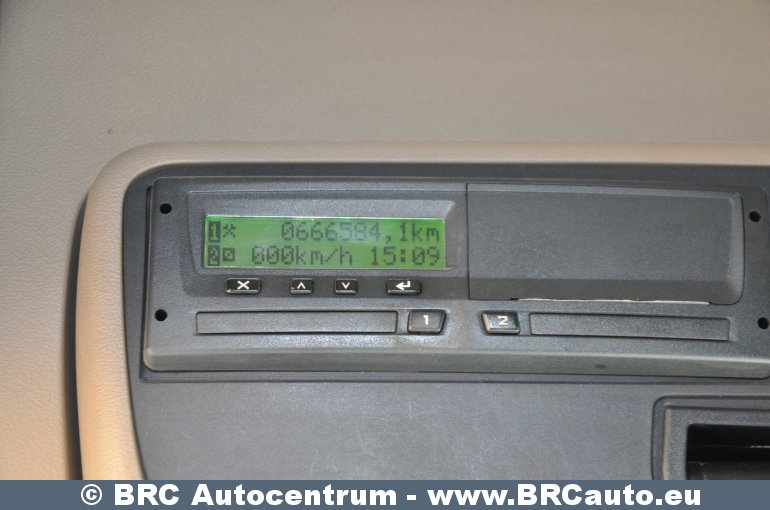 1 0666584,1km
2 000km/h 15:09
1 2
© BRC Autocentrum - www.BRCauto.eu